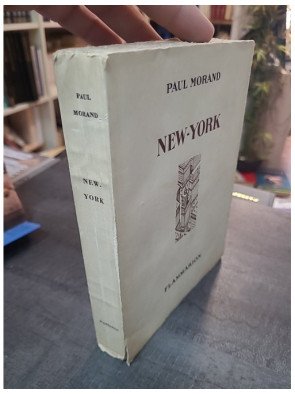 PAUL
MORAND
NEW-
YORK
PAUL MORAND
NEW-YORK
FLAMMARION